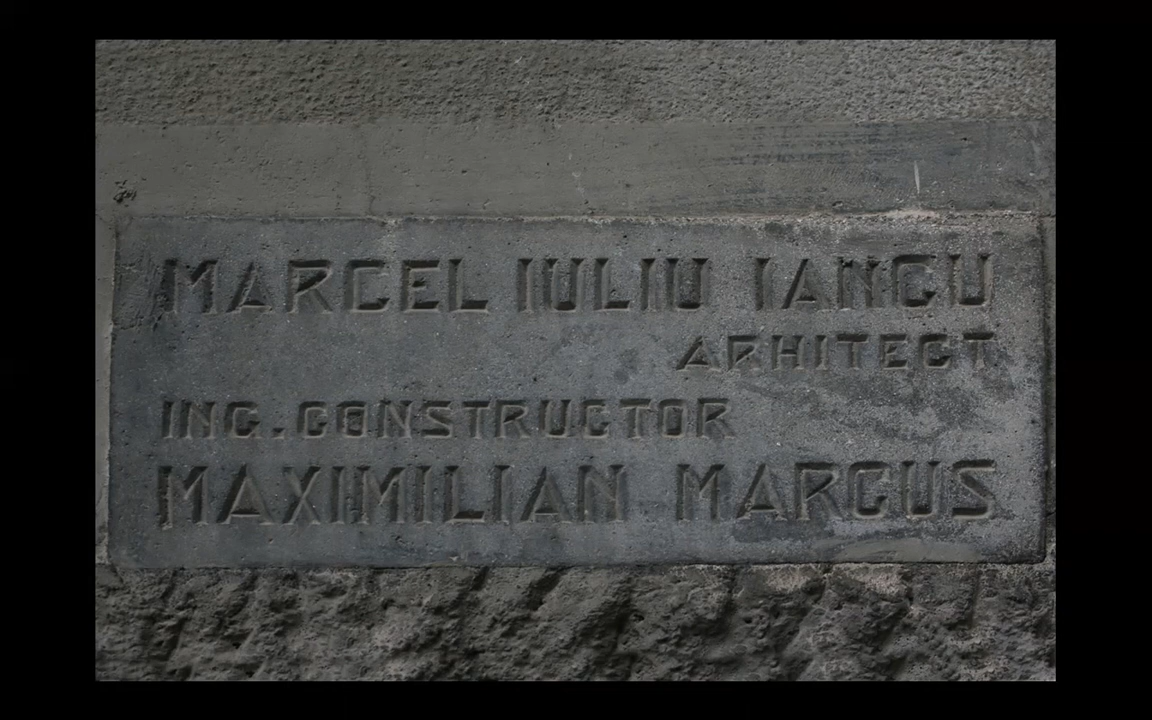 MARCEL IULIU IANCU
ARHITECT
ING. CONSTRUCTOR
MAXIMILIAN MARCUS